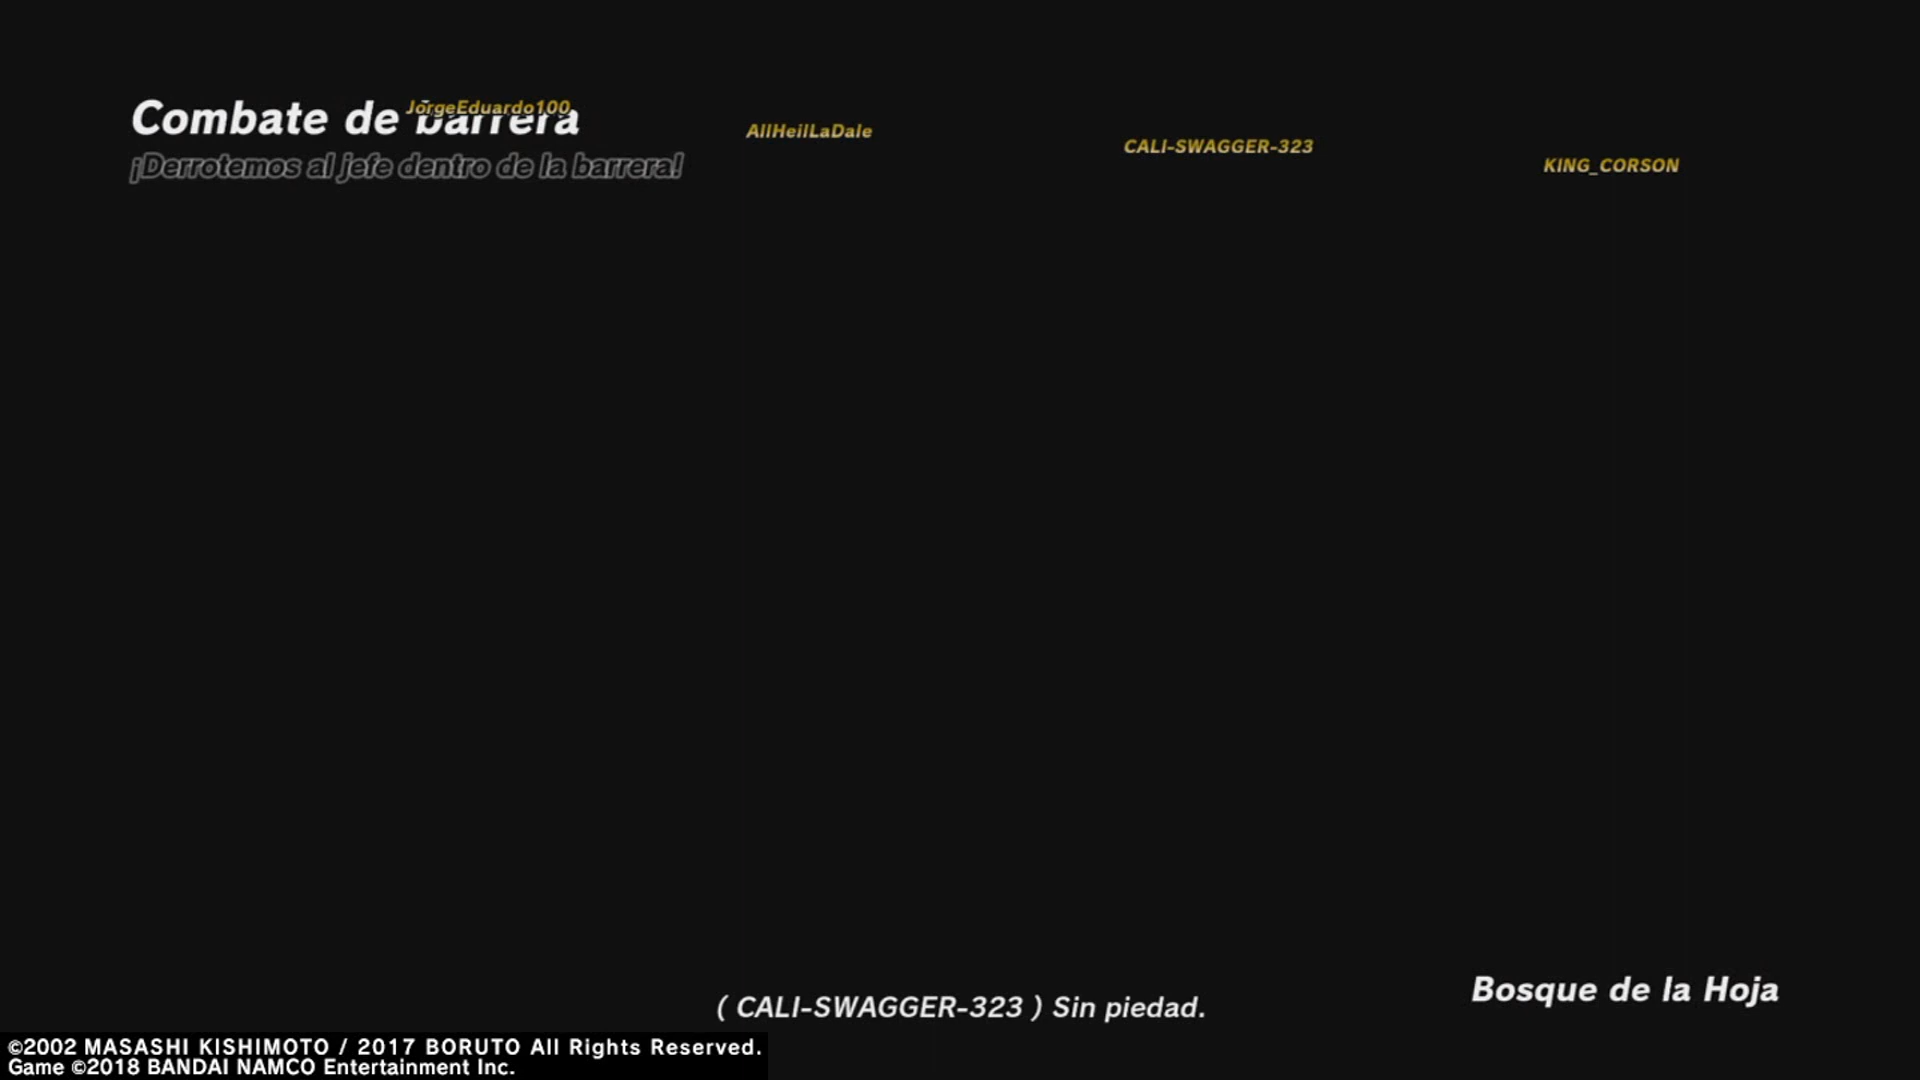 Combate de barrera
JorgeEduardo100
¡Derrotemos al jefe dentro de la barrera!
AllHeilLaDale
CALI-SWAGGER-323
KING_CORSON
Bosque de la Hoja
( CALI-SWAGGER-323 ) Sin piedad.
©2002 MASASHI KISHIMOTO / 2017 BORUTO All Rights Reserved.
Game ©2018 BANDAI NAMCO Entertainment Inc.